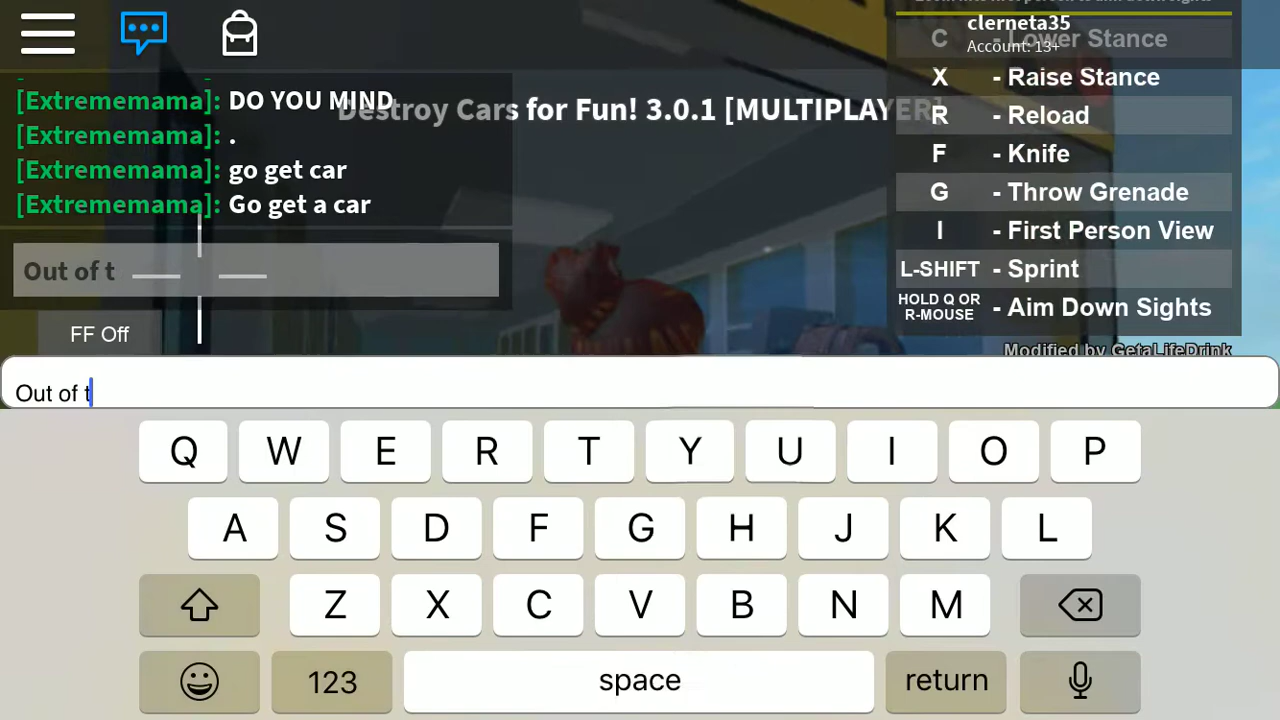 clerneta35
Account: 13+
C - Lower Stance
[Extrememama]: DO YOU MIND
Destroy Cars for Fun! 3.0.1 [MULTIPLAYER]
X - Raise Stance
[Extrememama]: .
R - Reload
[Extrememama]: go get car
F - Knife
[Extrememama]: Go get a car
G - Throw Grenade
I - First Person View
Out of t
L-SHIFT - Sprint
HOLD Q OR
R-MOUSE - Aim Down Sights
FF Off
Modified by GetaLifeDrink
Out of t
Q W E R T Y U I O P
A S D F G H J K L
Z X C V B N M
123 space return